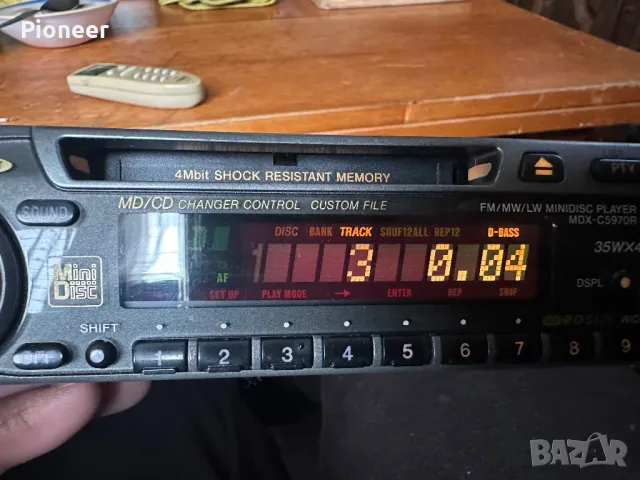 Pioneer
4Mbit SHOCK RESISTANT MEMORY
PTY
MD/CD CHANGER CONTROL CUSTOM FILE
FM/MW/LW MINIDISC PLAYER
MDX-C5970R
SOUND
DISC BANK TRACK SHUF12ALL REP12 D-BASS
35WX4
3 0.04
AF
DSPL
Mini Disc
SET UP PLAY MODE → ENTER REP SHUF
SHIFT
OFF
1 2 3 4 5 6 7 8 9
BAZAR